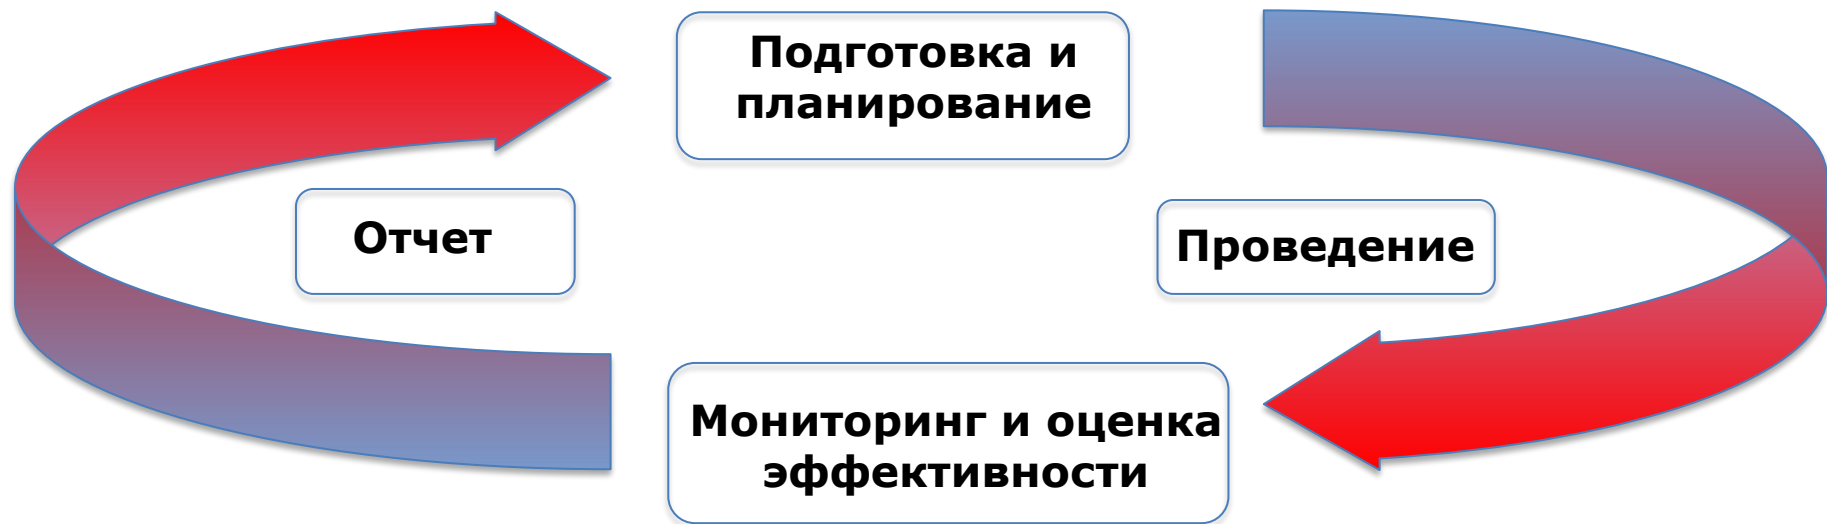 Подготовка и
планирование
Отчет
Проведение
Мониторинг и оценка
эффективности